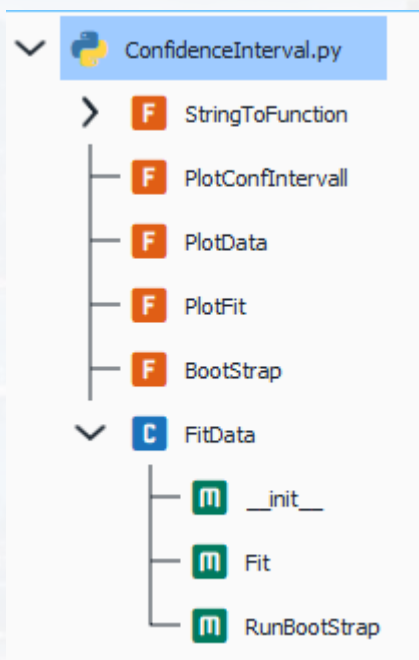 ConfidenceInterval.py
F StringToFunction
F PlotConfIntervall
F PlotData
F PlotFit
F BootStrap
C FitData
m __init__
m Fit
m RunBootStrap